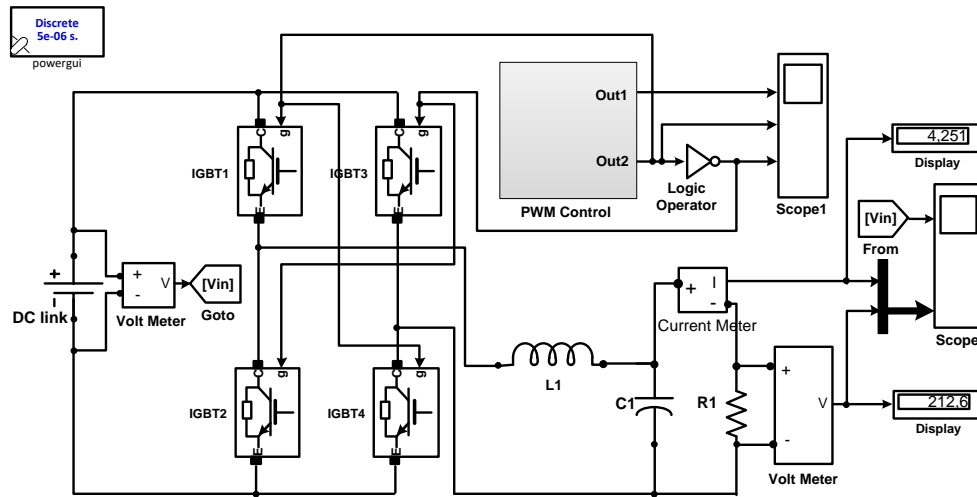 Discrete
5e-06 s.
powergui
Out1
Out2
PWM Control
Logic
Operator
Scope1
4,251
Display
C
g
E
IGBT1
C
g
E
IGBT3
[Vin]
From
Scope
+
-
DC link
+
-
V
Volt Meter
[Vin]
Goto
+
I
-
Current Meter
L1
C
g
E
IGBT2
C
g
E
IGBT4
C1
R1
+
-
V
Volt Meter
212,6
Display